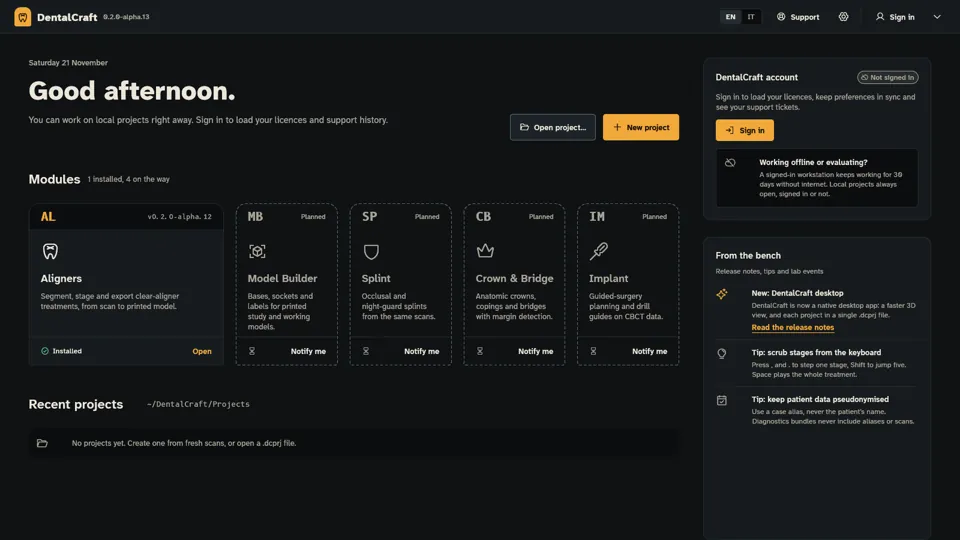 DentalCraft 0.2.0-alpha.13
EN IT Support Sign in
Saturday 21 November
Good afternoon.
You can work on local projects right away. Sign in to load your licences and support history.
Open project...
New project
Modules 1 installed, 4 on the way
AL v0.2.0-alpha.12
Aligners
Segment, stage and export clear-aligner
treatments, from scan to printed model.
Installed Open
MB Planned
Model Builder
Bases, sockets and
labels for printed
study and working
models.
Notify me
SP Planned
Splint
Occlusal and
night-guard splints
from the same scans.
Notify me
CB Planned
Crown & Bridge
Anatomic crowns,
copings and bridges
with margin detection.
Notify me
IM Planned
Implant
Guided-surgery
planning and drill
guides on CBCT data.
Notify me
Recent projects ~/DentalCraft/Projects
No projects yet. Create one from fresh scans, or open a .dcprj file.
DentalCraft account Not signed in
Sign in to load your licences, keep preferences in sync and
see your support tickets.
Sign in
Working offline or evaluating?
A signed-in workstation keeps working for 30
days without internet. Local projects always
open, signed in or not.
From the bench
Release notes, tips and lab events
New: DentalCraft desktop
DentalCraft is now a native desktop app: a faster 3D
view, and each project in a single .dcprj file.
Read the release notes
Tip: scrub stages from the keyboard
Press , and . to step one stage, Shift to jump five.
Space plays the whole treatment.
Tip: keep patient data pseudonymised
Use a case alias, never the patient's name.
Diagnostics bundles never include aliases or scans.